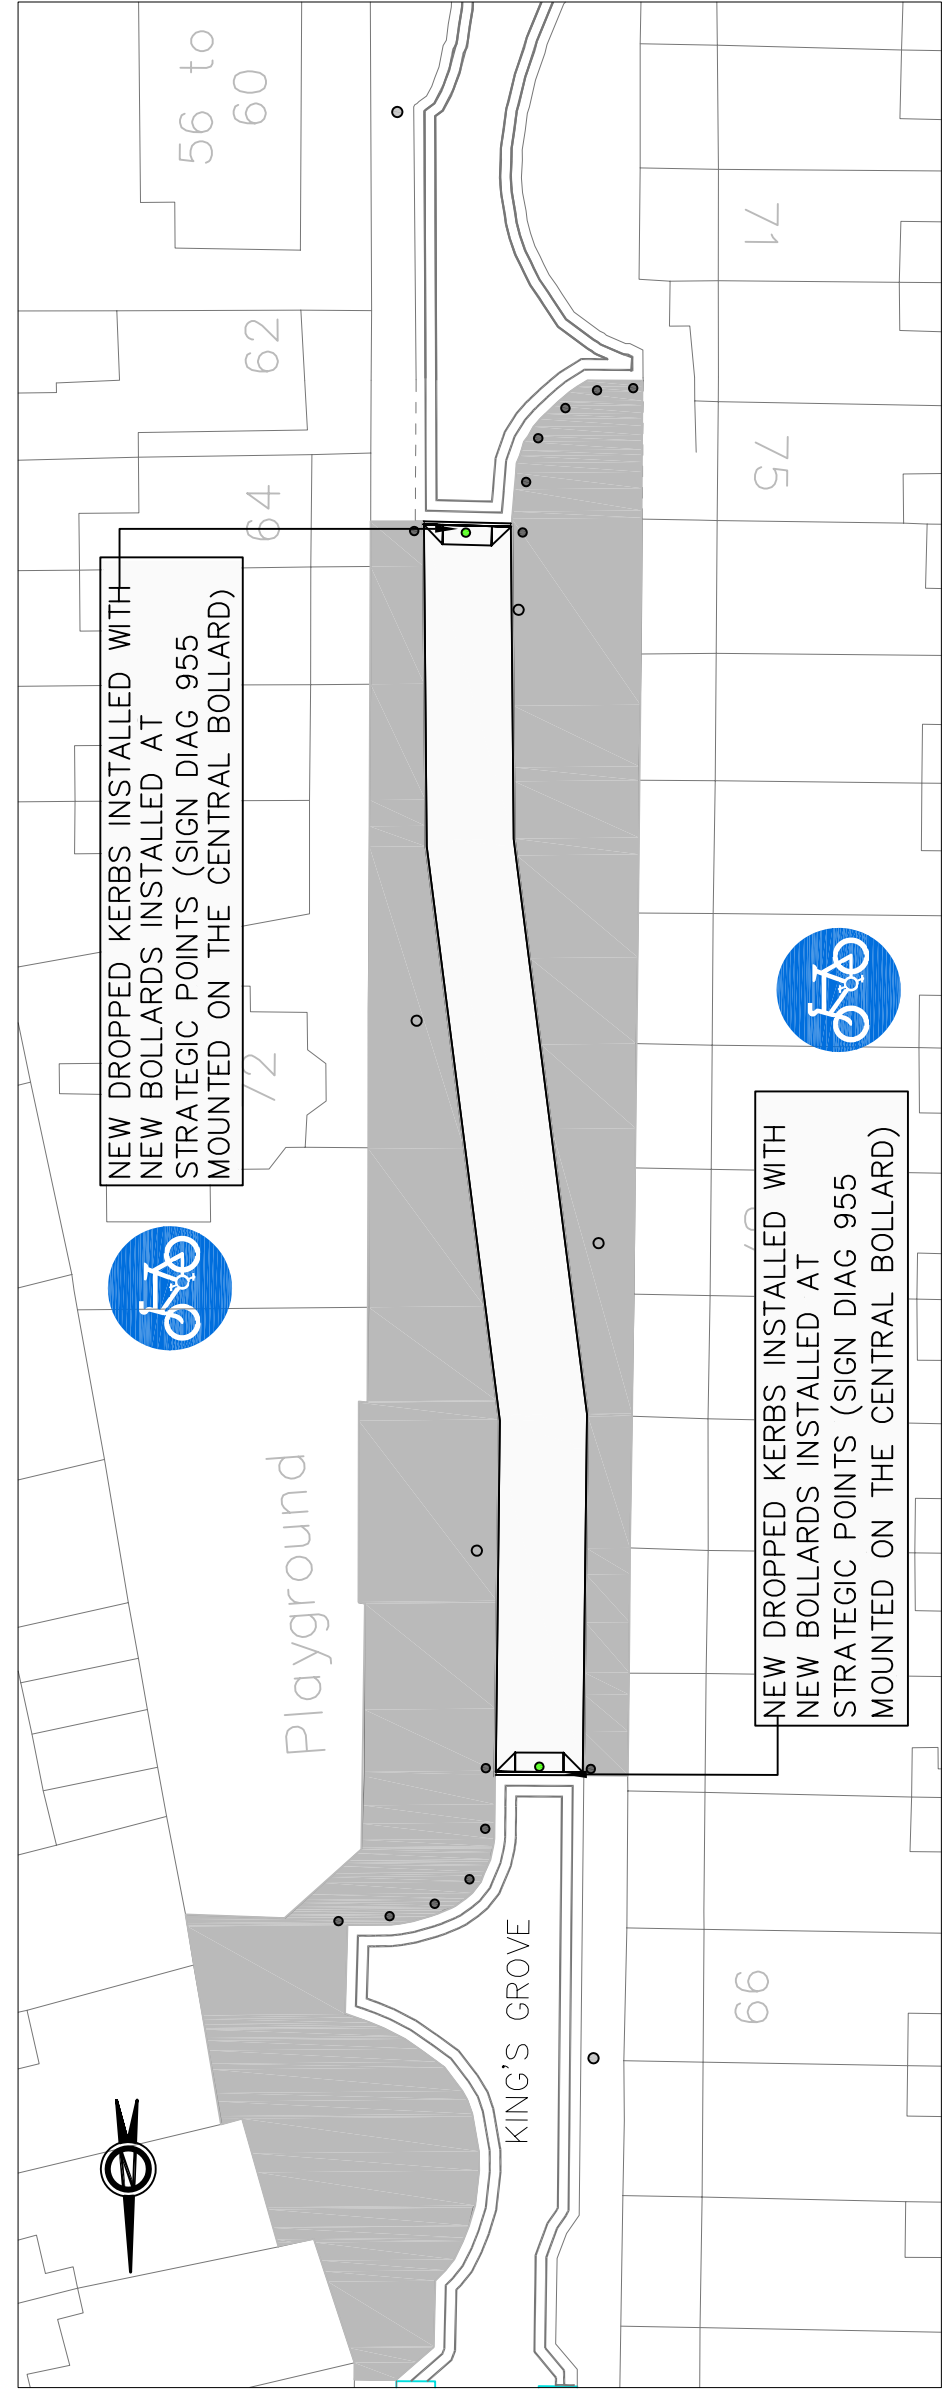 56 to
60
62
64
71
75
NEW DROPPED KERBS INSTALLED WITH
NEW BOLLARDS INSTALLED AT
STRATEGIC POINTS (SIGN DIAG 955
MOUNTED ON THE CENTRAL BOLLARD)
72
Playground
NEW DROPPED KERBS INSTALLED WITH
NEW BOLLARDS INSTALLED AT
STRATEGIC POINTS (SIGN DIAG 955
MOUNTED ON THE CENTRAL BOLLARD)
KING'S GROVE
99
N